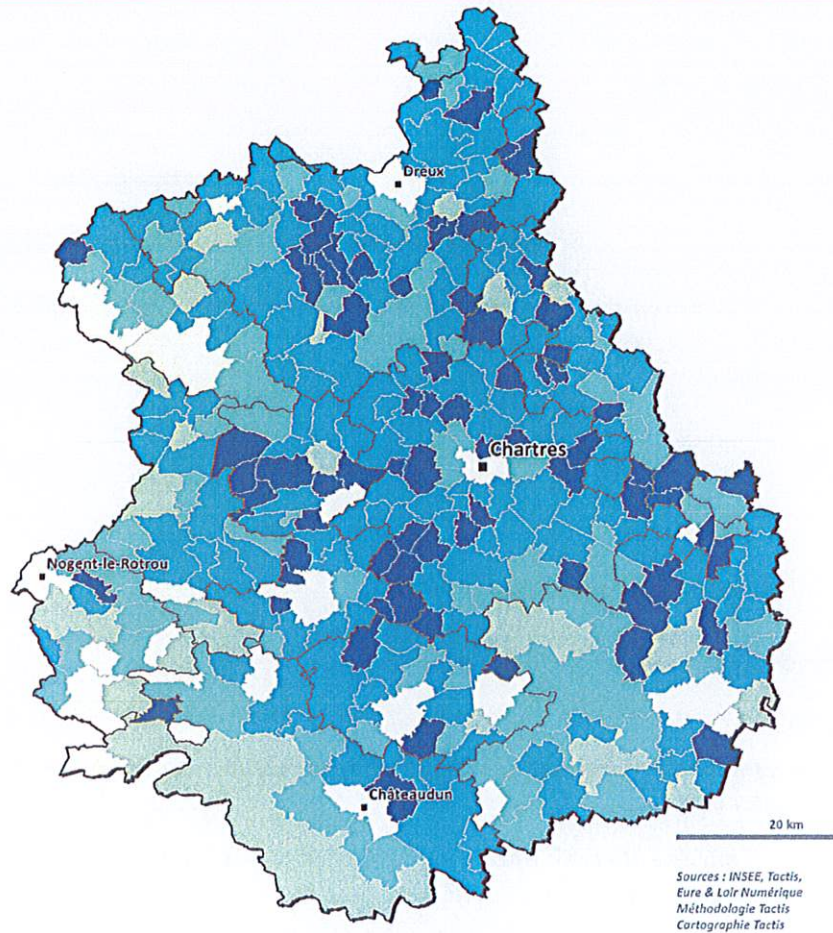 Dreux
Chartres
Nogent-le-Rotrou
Châteaudun
20 km
Sources : INSEE, Tactis,
Eure & Loir Numérique
Méthodologie Tactis
Cartographie Tactis